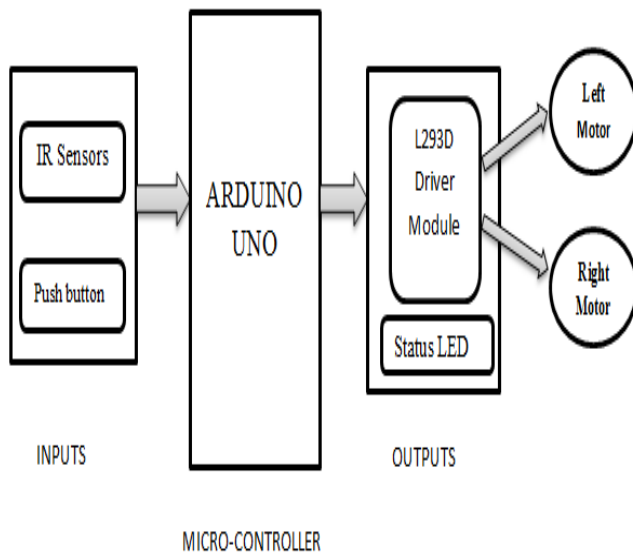 IR Sensors
Push button
INPUTS
ARDUINO
UNO
MICRO-CONTROLLER
L293D
Driver
Module
Status LED
OUTPUTS
Left
Motor
Right
Motor